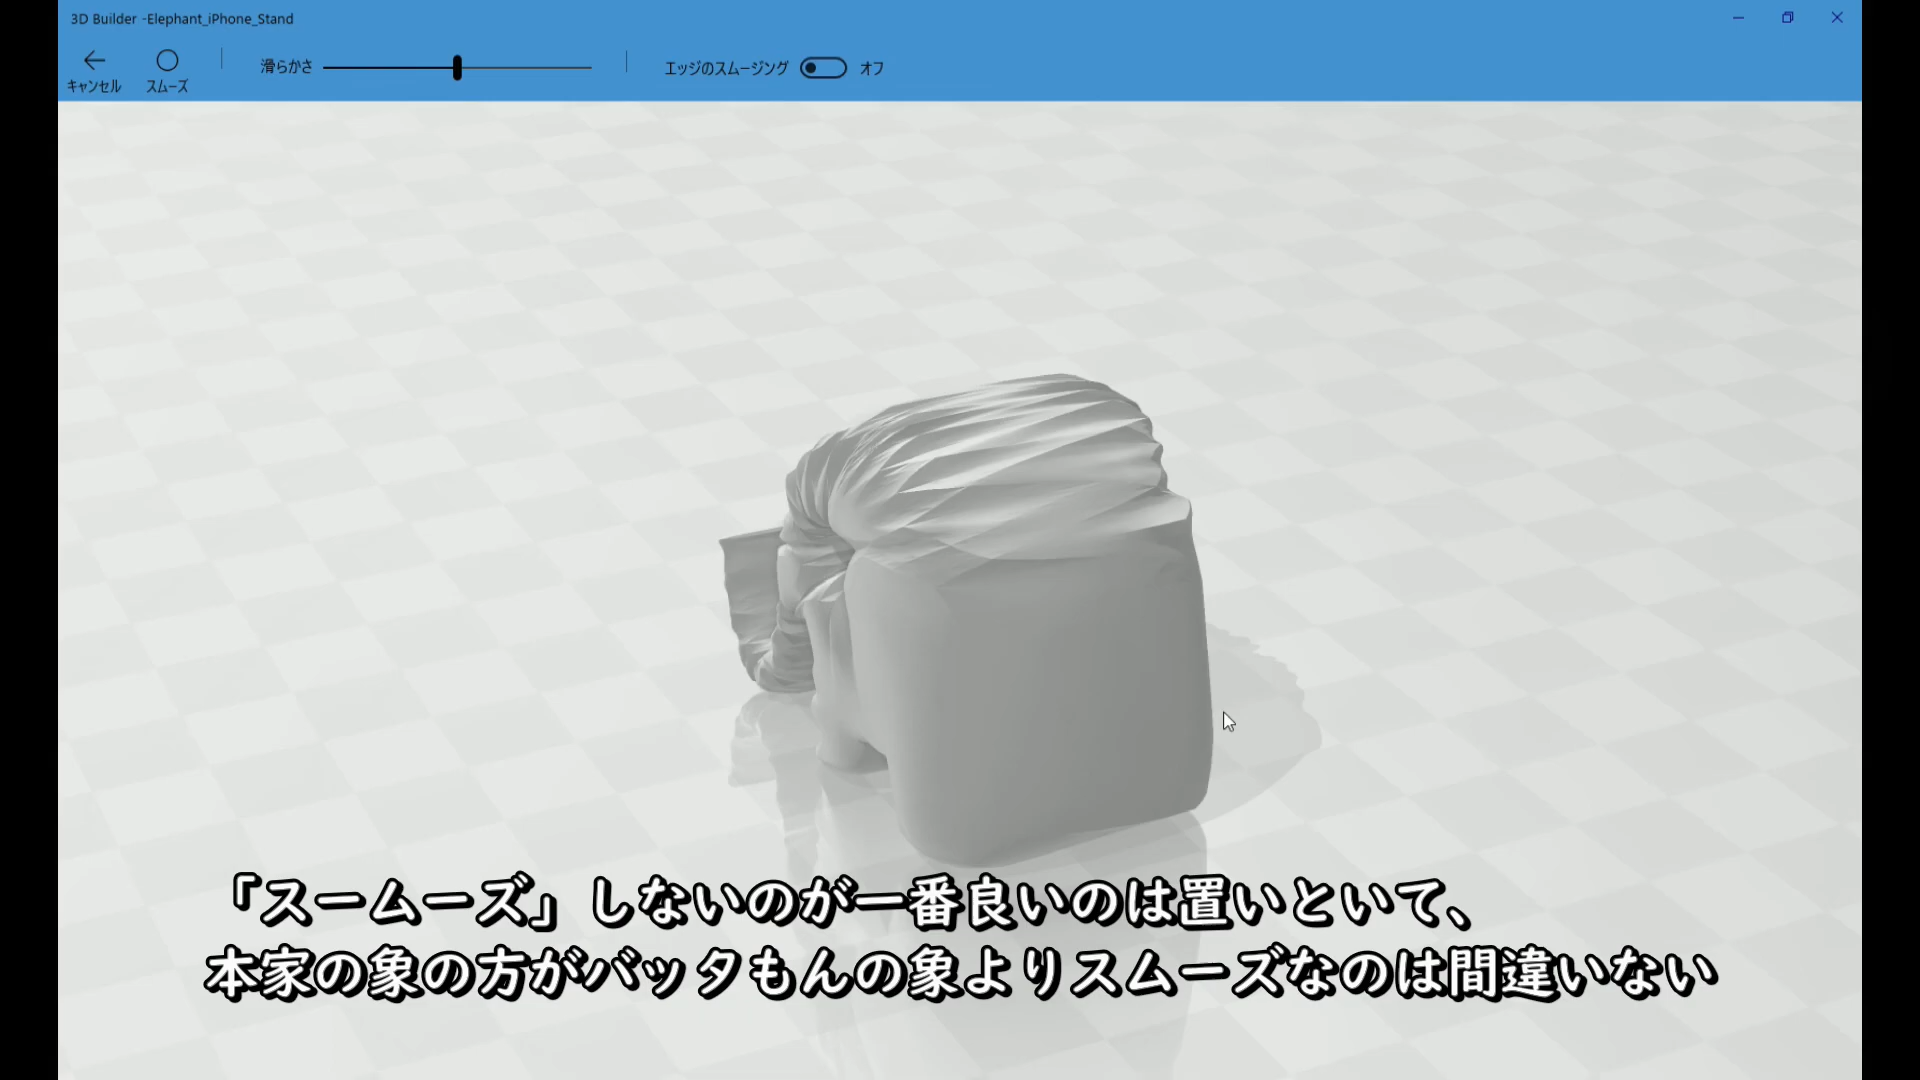 3D Builder -Elephant_iPhone_Stand
キャンセル
スムーズ
滑らかさ
エッジのスムージング
オフ
「スームーズ」しないのが一番良いのは置いといて、
本家の象の方がバッタもんの象よりスムーズなのは間違いない